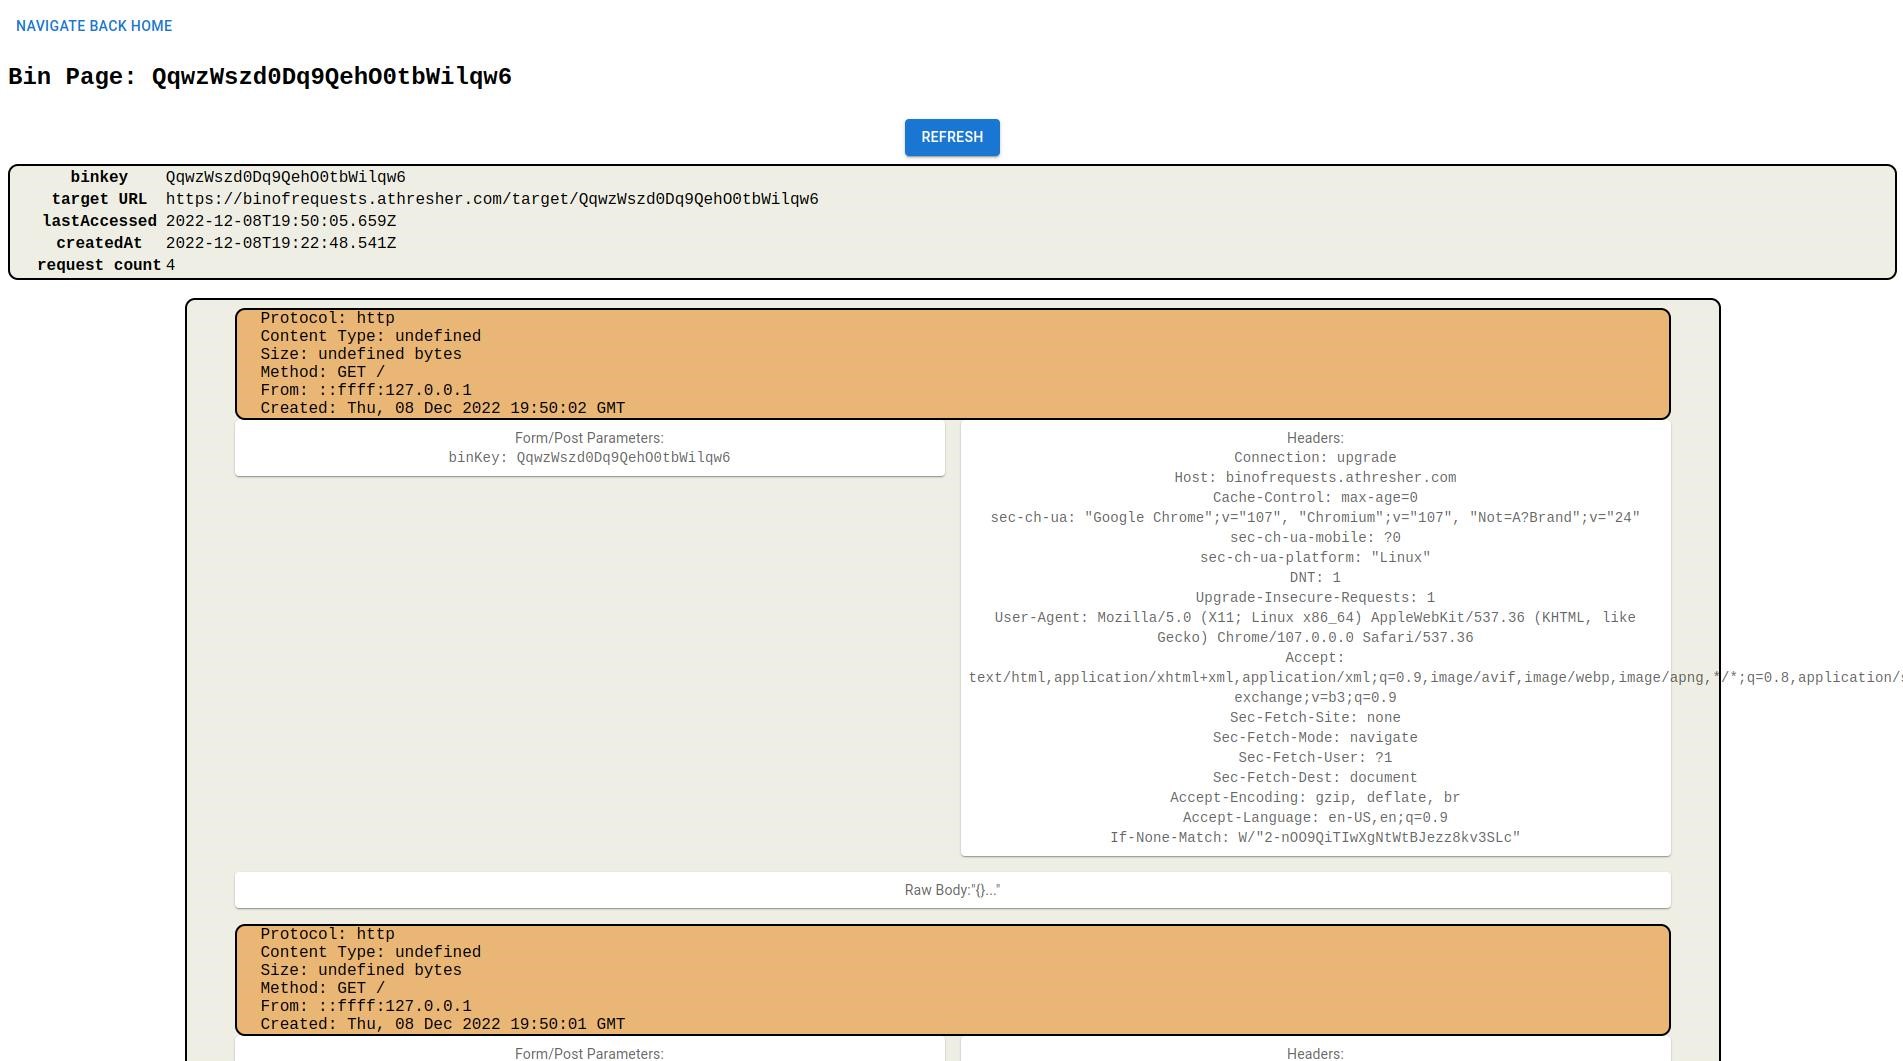 NAVIGATE BACK HOME
Bin Page: QqwzWszd0Dq9QehO0tbWilqw6
REFRESH
binkey QqwzWszd0Dq9QehO0tbWilqw6
target URL https://binofrequests.athresher.com/target/QqwzWszd0Dq9QehO0tbWilqw6
lastAccessed 2022-12-08T19:50:05.659Z
createdAt 2022-12-08T19:22:48.541Z
request count 4
Protocol: http
Content Type: undefined
Size: undefined bytes
Method: GET /
From: ::ffff:127.0.0.1
Created: Thu, 08 Dec 2022 19:50:02 GMT
Form/Post Parameters:
binKey: QqwzWszd0Dq9QehO0tbWilqw6
Headers:
Connection: upgrade
Host: binofrequests.athresher.com
Cache-Control: max-age=0
sec-ch-ua: "Google Chrome";v="107", "Chromium";v="107", "Not=A?Brand";v="24"
sec-ch-ua-mobile: ?0
sec-ch-ua-platform: "Linux"
DNT: 1
Upgrade-Insecure-Requests: 1
User-Agent: Mozilla/5.0 (X11; Linux x86_64) AppleWebKit/537.36 (KHTML, like
Gecko) Chrome/107.0.0.0 Safari/537.36
Accept:
text/html,application/xhtml+xml,application/xml;q=0.9,image/avif,image/webp,image/apng,*/*;q=0.8,application/
exchange;v=b3;q=0.9
Sec-Fetch-Site: none
Sec-Fetch-Mode: navigate
Sec-Fetch-User: ?1
Sec-Fetch-Dest: document
Accept-Encoding: gzip, deflate, br
Accept-Language: en-US,en;q=0.9
If-None-Match: W/"2-nOO9QiTIwXgNtWtBJezz8kv3SLc"
Raw Body:"{}..."
Protocol: http
Content Type: undefined
Size: undefined bytes
Method: GET /
From: ::ffff:127.0.0.1
Created: Thu, 08 Dec 2022 19:50:01 GMT
Form/Post Parameters:
Headers: